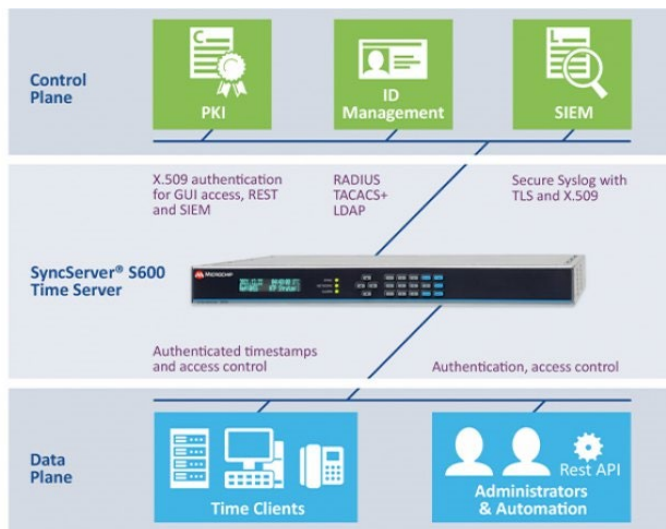 Control
Plane
C
PKI
ID
Management
L
SIEM
X.509 authentication
for GUI access, REST
and SIEM
RADIUS
TACACS+
LDAP
Secure Syslog with
TLS and X.509
SyncServer® S600
Time Server
MICROCHIP
Authenticated timestamps
and access control
Authentication, access control
Data
Plane
Time Clients
Rest API
Administrators
& Automation